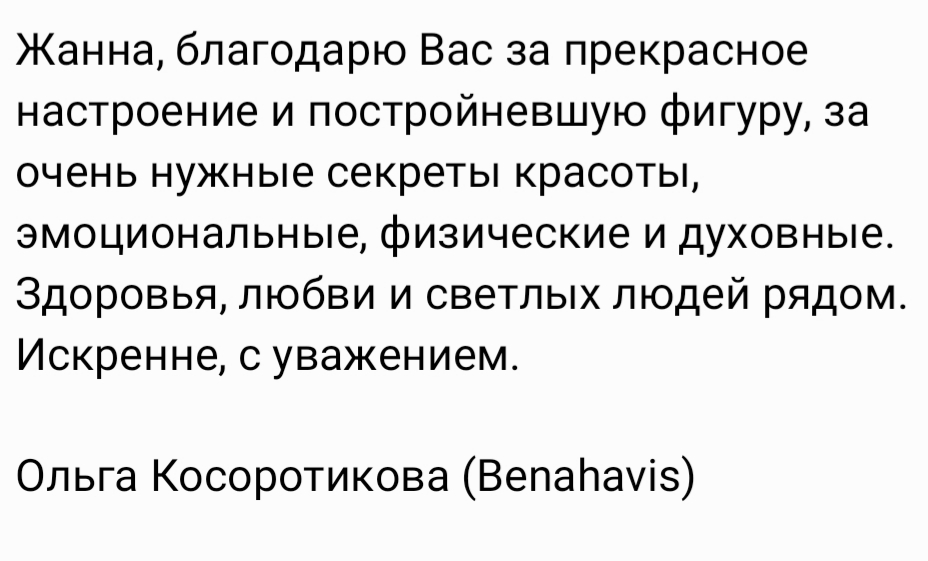 Жанна, благодарю Вас за прекрасное
настроение и постройневшую фигуру, за
очень нужные секреты красоты,
эмоциональные, физические и духовные.
Здоровья, любви и светлых людей рядом.
Искренне, с уважением.
Ольга Косоротикова (Benahavis)